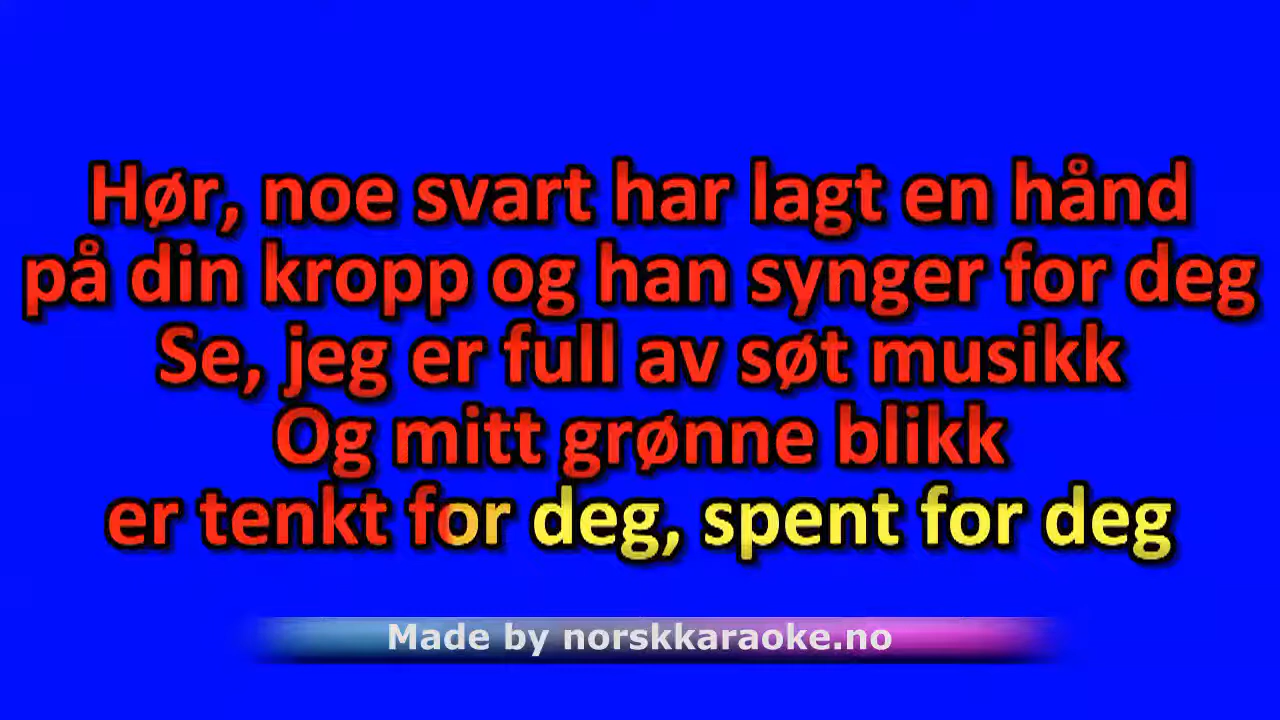 Hør, noe svart har lagt en hånd
på din kropp og han synger for deg
Se, jeg er full av søt musikk
Og mitt grønne blikk
er tenkt for deg, spent for deg
Made by norskkaraoke.no